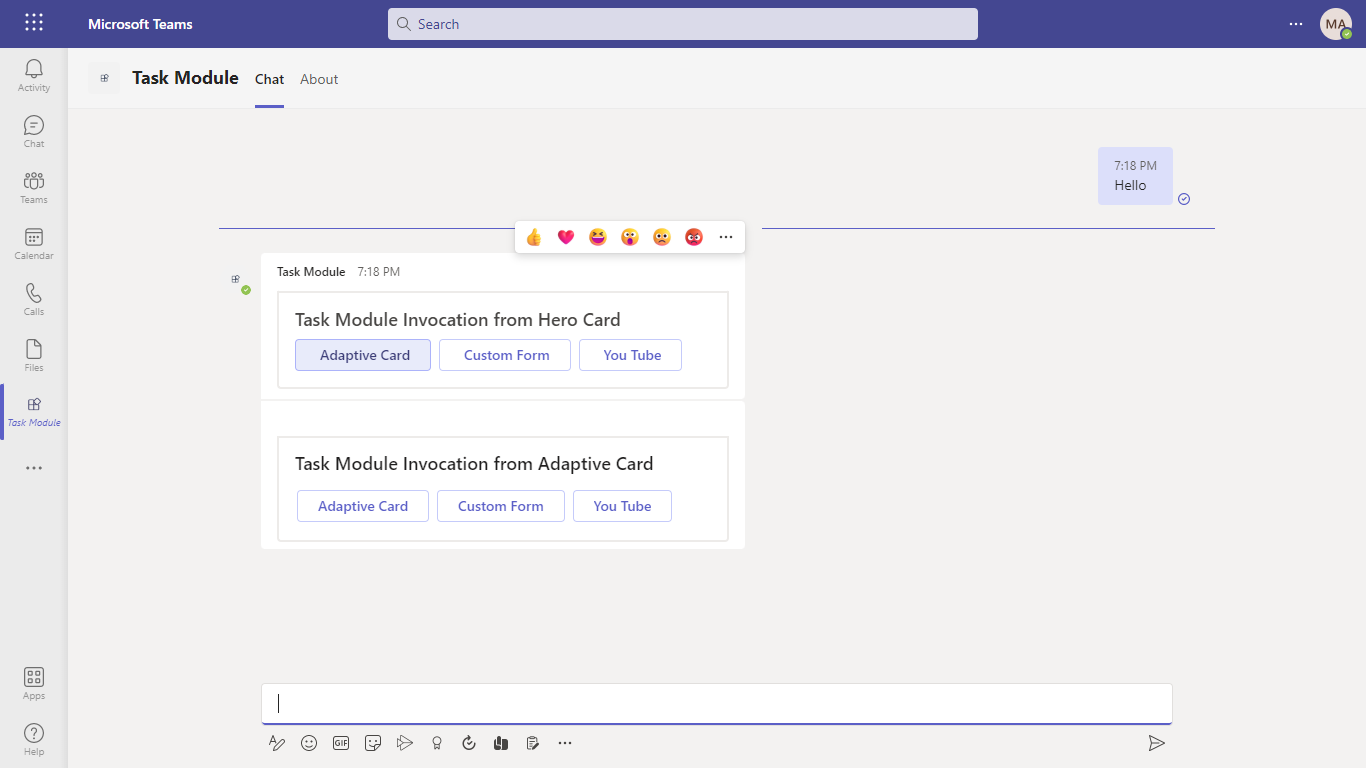 Microsoft Teams
Search
MA
Activity
Chat
Teams
Calendar
Calls
Files
Task Module
Apps
Help
Task Module Chat About
7:18 PM
Hello
Task Module 7:18 PM
Task Module Invocation from Hero Card
Adaptive Card Custom Form You Tube
Task Module Invocation from Adaptive Card
Adaptive Card Custom Form You Tube
GIF